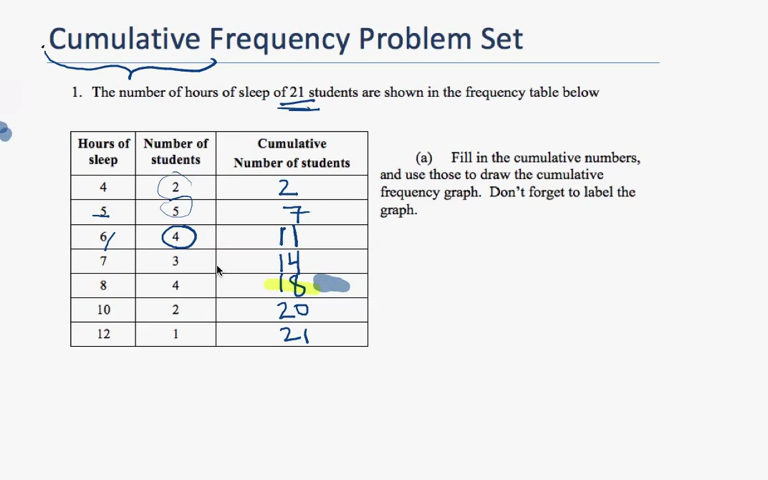 Cumulative Frequency Problem Set
1. The number of hours of sleep of 21 students are shown in the frequency table below
Hours of sleep Number of students Cumulative Number of students
4 2 2
5 5 7
6 4 11
7 3 14
8 4 18
10 2 20
12 1 21
(a) Fill in the cumulative numbers,
and use those to draw the cumulative
frequency graph. Don't forget to label the
graph.